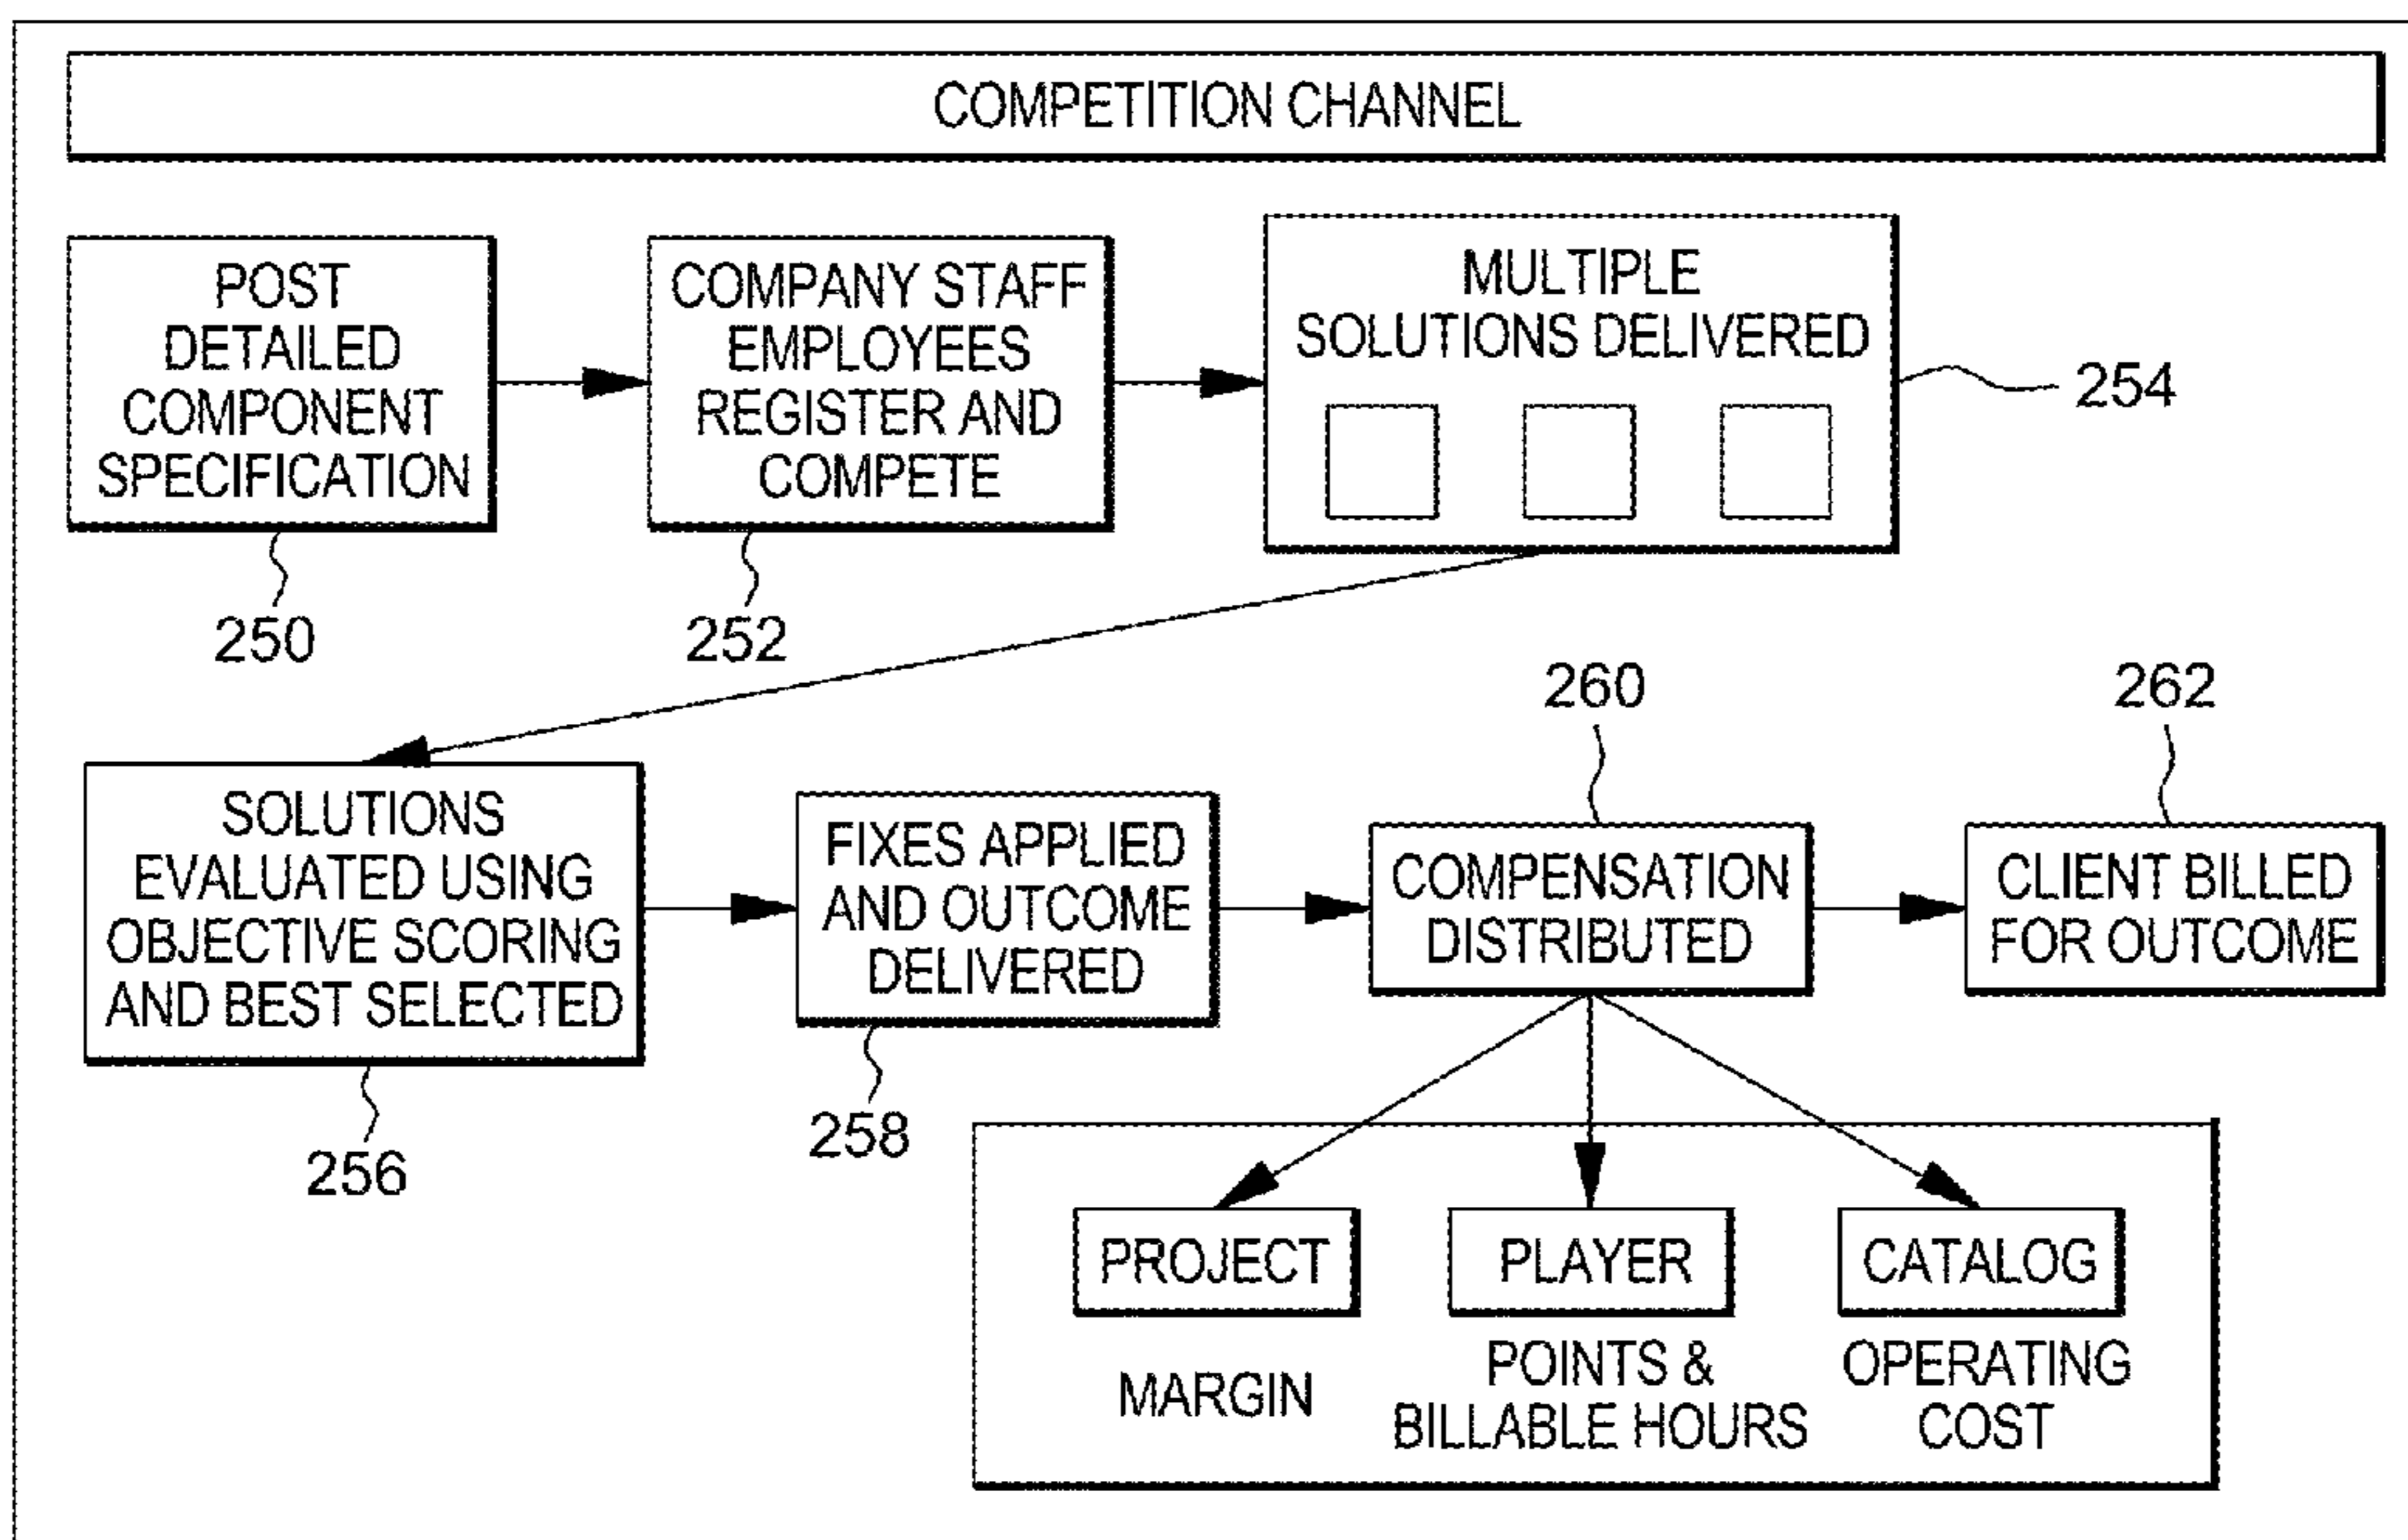 COMPETITION CHANNEL
POST
DETAILED
COMPONENT
SPECIFICATION
250
COMPANY STAFF
EMPLOYEES
REGISTER AND
COMPETE
252
MULTIPLE
SOLUTIONS DELIVERED
254
SOLUTIONS
EVALUATED USING
OBJECTIVE SCORING
AND BEST SELECTED
256
FIXES APPLIED
AND OUTCOME
DELIVERED
258
260
COMPENSATION
DISTRIBUTED
262
CLIENT BILLED
FOR OUTCOME
PROJECT
MARGIN
PLAYER
POINTS &
BILLABLE HOURS
CATALOG
OPERATING
COST